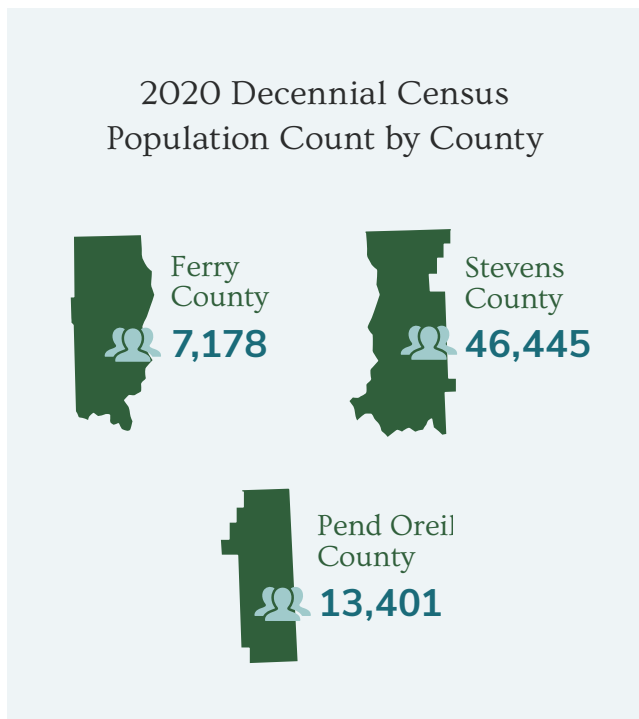 2020 Decennial Census
Population Count by County
Ferry
County
7,178
Stevens
County
46,445
Pend Oreil
County
13,401